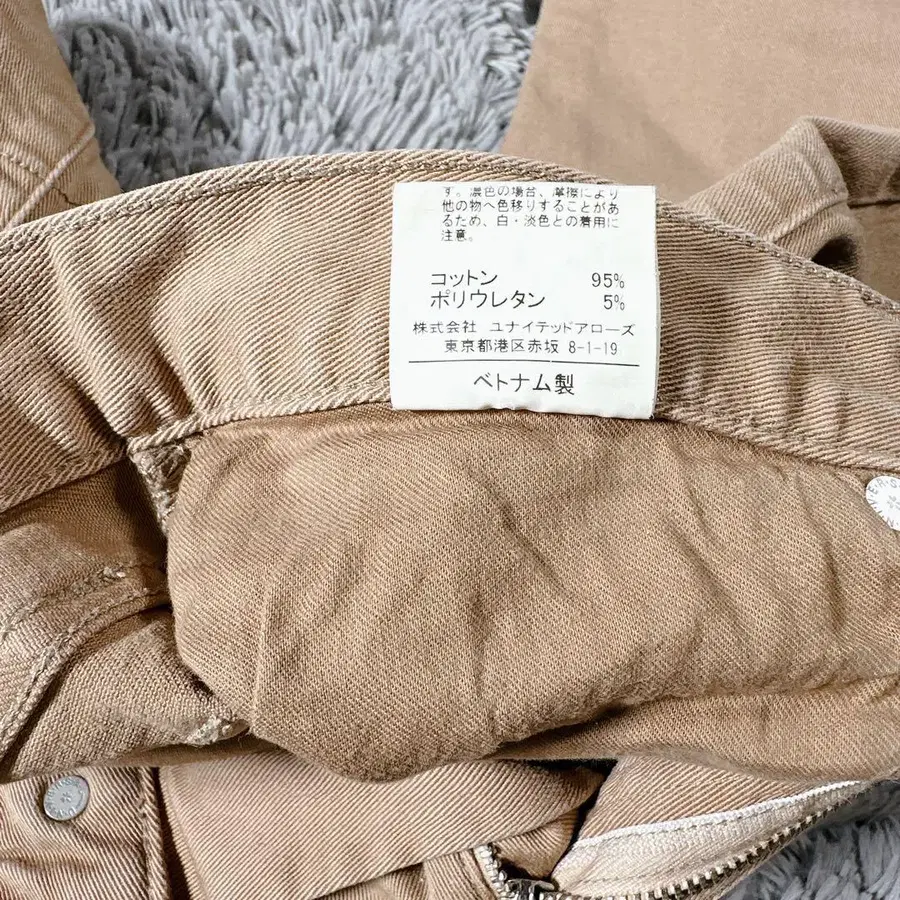 す。濃色の場合、摩擦により
他の物へ色移りすることがあ
るため、白・淡色との着用に
注意。
コットン 95%
ポリウレタン 5%
株式会社 ユナイテッドアローズ
東京都港区赤坂 8-1-19
ベトナム製